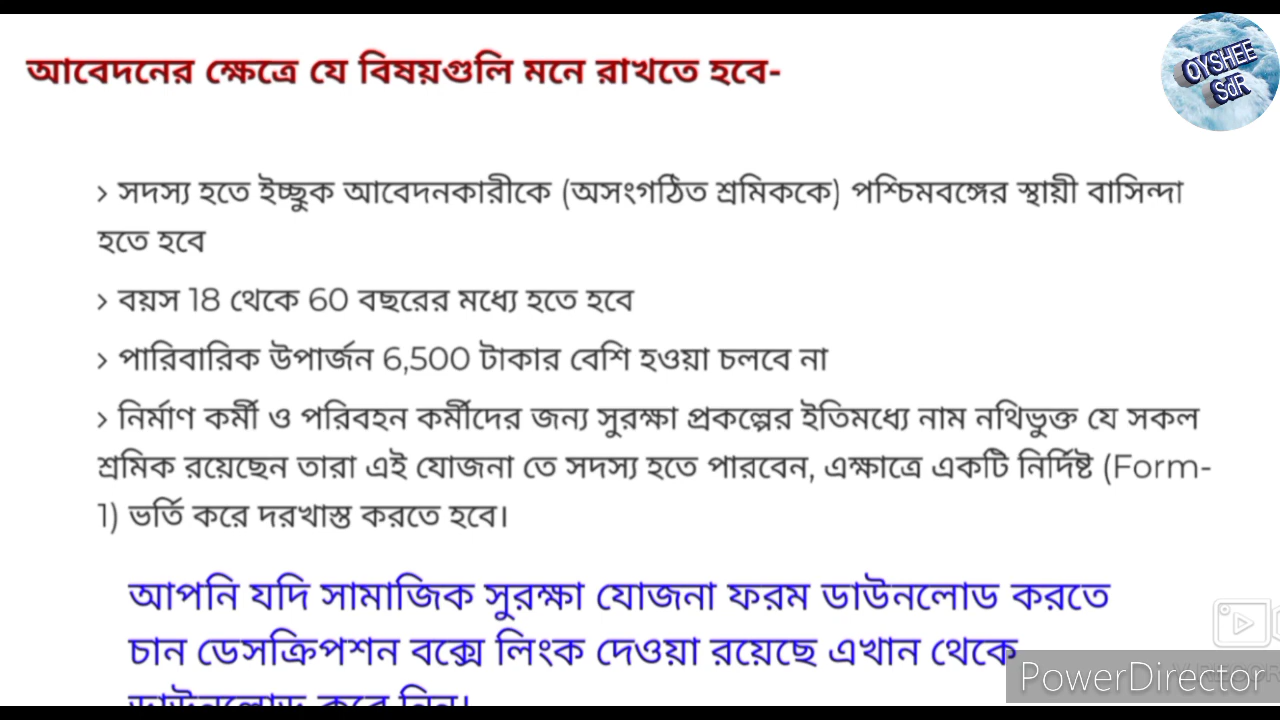 আবেদনের ক্ষেত্রে যে বিষয়গুলি মনে রাখতে হবে-
OYSHEE
SdR
› সদস্য হতে ইচ্ছুক আবেদনকারীকে (অসংগঠিত শ্রমিককে) পশ্চিমবঙ্গের স্থায়ী বাসিন্দা
হতে হবে
› বয়স 18 থেকে 60 বছরের মধ্যে হতে হবে
› পারিবারিক উপার্জন 6,500 টাকার বেশি হওয়া চলবে না
› নির্মাণ কর্মী ও পরিবহন কর্মীদের জন্য সুরক্ষা প্রকল্পের ইতিমধ্যে নাম নথিভুক্ত যে সকল
শ্রমিক রয়েছেন তারা এই যোজনা তে সদস্য হতে পারবেন, এক্ষাত্রে একটি নির্দিষ্ট (Form-
1) ভর্তি করে দরখাস্ত করতে হবে।
আপনি যদি সামাজিক সুরক্ষা যোজনা ফরম ডাউনলোড করতে
চান ডেসক্রিপশন বক্সে লিংক দেওয়া রয়েছে এখান থেকে
ডাউনলোড করে নিন।
PowerDirector